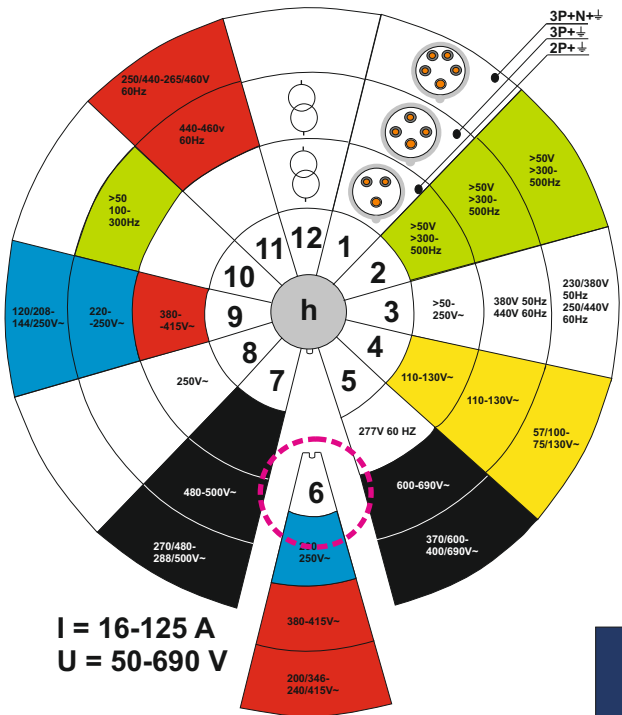 3P+N+⏚
3P+⏚
2P+⏚
250/440-265/460V
60Hz
440-460v
60Hz
>50
100-
300Hz
>50V
>300-
500Hz
>50V
>300-
500Hz
>50V
>300-
500Hz
12
11
1
10
2
9
h
3
8
4
7
5
120/208-
144/250V~
220-
-250V~
380-
-415V~
>50-
250V~
380V 50Hz
440V 60Hz
230/380V
50Hz
250/440V
60Hz
250V~
110-130V~
110-130V~
57/100-
75/130V~
277V 60 HZ
480-500V~
600-690V~
6
270/480-
288/500V~
370/600-
400/690V~
250V~
380-415V~
200/346-
240/415V~
I = 16-125 A
U = 50-690 V